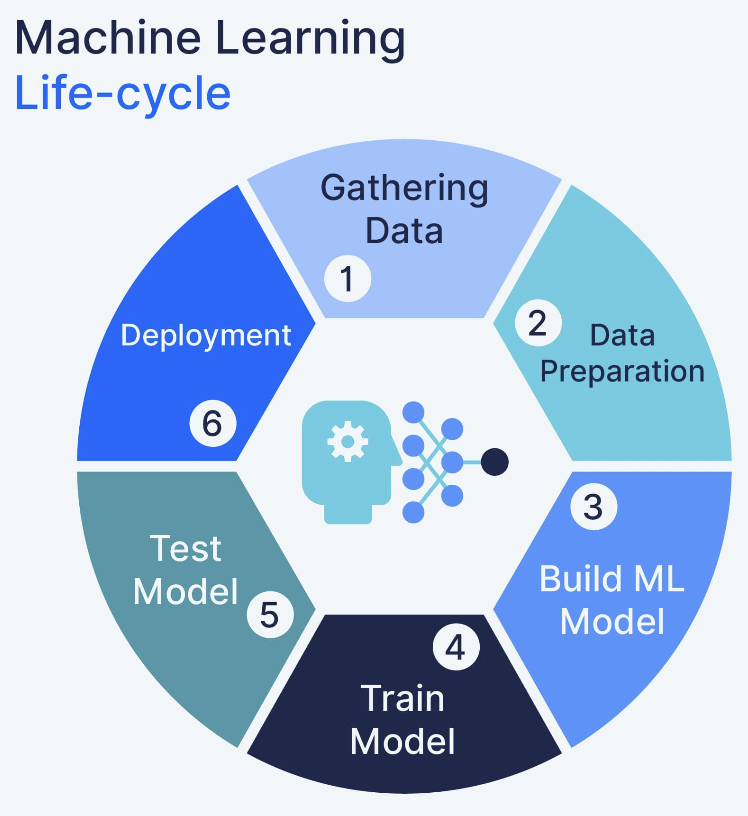 Machine Learning
Life-cycle
Gathering
Data
1
2
Data
Preparation
3
Build ML
Model
4
Train
Model
Test
Model
5
Deployment
6